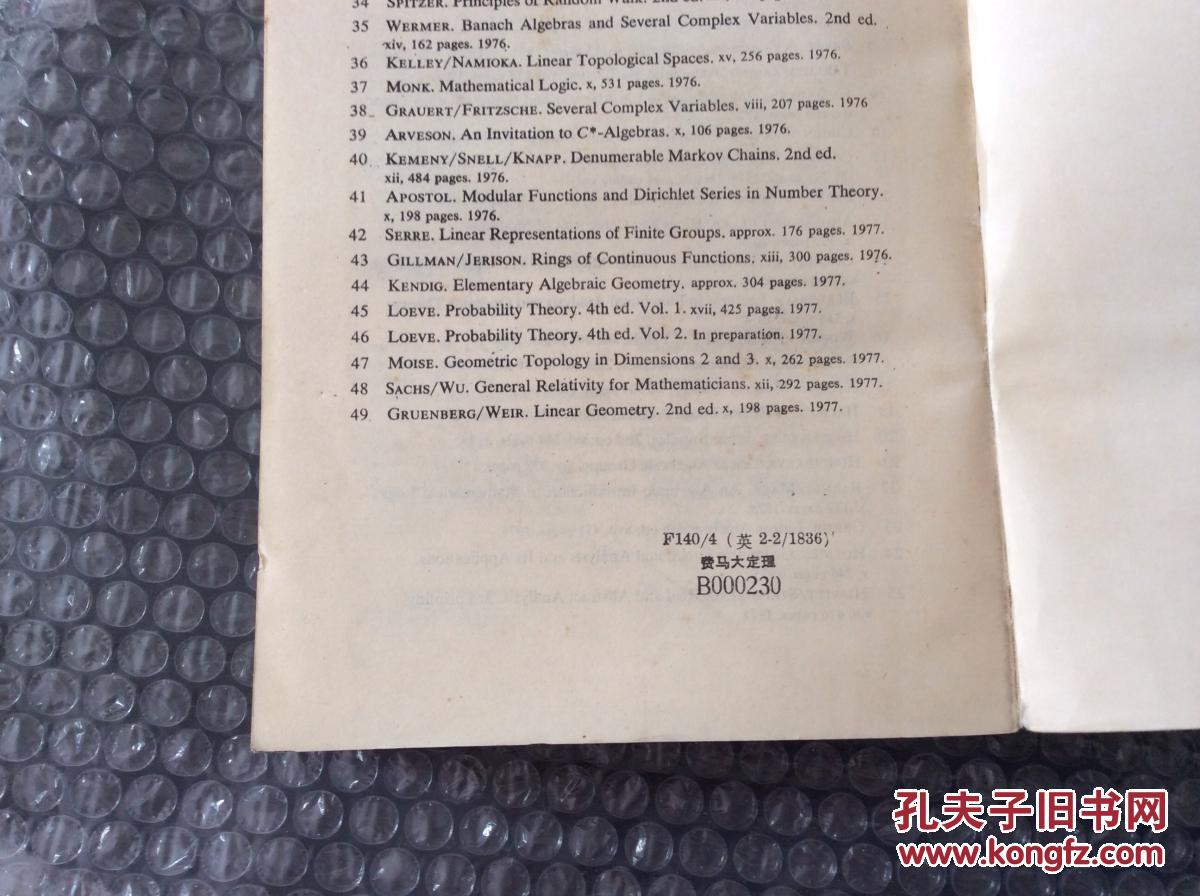 34 SPITZER. Principles of Random Walk. 2nd ed.
35 WERMER. Banach Algebras and Several Complex Variables. 2nd ed.
xiv, 162 pages. 1976.
36 KELLEY/NAMIOKA. Linear Topological Spaces. xv, 256 pages. 1976.
37 MONK. Mathematical Logic. x, 531 pages. 1976.
38 GRAUERT/FRITZSCHE. Several Complex Variables. viii, 207 pages. 1976
39 ARVESON. An Invitation to C*-Algebras. x, 106 pages. 1976.
40 KEMENY/SNELL/KNAPP. Denumerable Markov Chains. 2nd ed.
xii, 484 pages. 1976.
41 APOSTOL. Modular Functions and Dirichlet Series in Number Theory.
x, 198 pages. 1976.
42 SERRE. Linear Representations of Finite Groups. approx. 176 pages. 1977.
43 GILLMAN/JERISON. Rings of Continuous Functions. xiii, 300 pages. 1976.
44 KENDIG. Elementary Algebraic Geometry. approx. 304 pages. 1977.
45 LOEVE. Probability Theory. 4th ed. Vol. 1. xvii, 425 pages. 1977.
46 LOEVE. Probability Theory. 4th ed. Vol. 2. In preparation. 1977.
47 MOISE. Geometric Topology in Dimensions 2 and 3. x, 262 pages. 1977.
48 SACHS/WU. General Relativity for Mathematicians. xii, 292 pages. 1977.
49 GRUENBERG/WEIR. Linear Geometry. 2nd ed. x, 198 pages. 1977.
F140/4 (英 2-2/1836)
费马大定理
B000230
孔夫子旧书网
www.kongfz.com